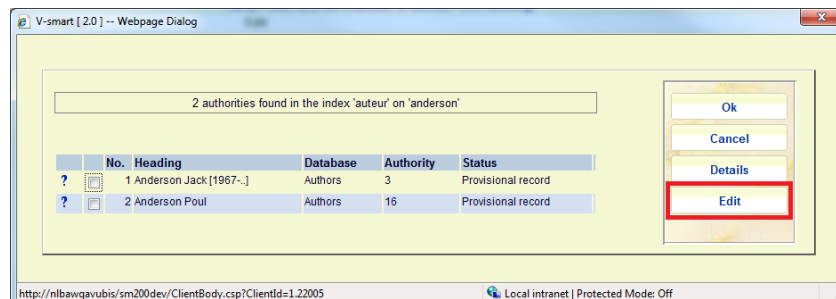 V-smart [ 2.0 ] -- Webpage Dialog
2 authorities found in the index 'auteur' on 'anderson'
No. Heading Database Authority Status
? 1 Anderson Jack [1967-..] Authors 3 Provisional record
? 2 Anderson Poul Authors 16 Provisional record
Ok
Cancel
Details
Edit
http://nlbawqavubis/sm200dev/ClientBody.csp?ClientId=1.22005 Local intranet | Protected Mode: Off